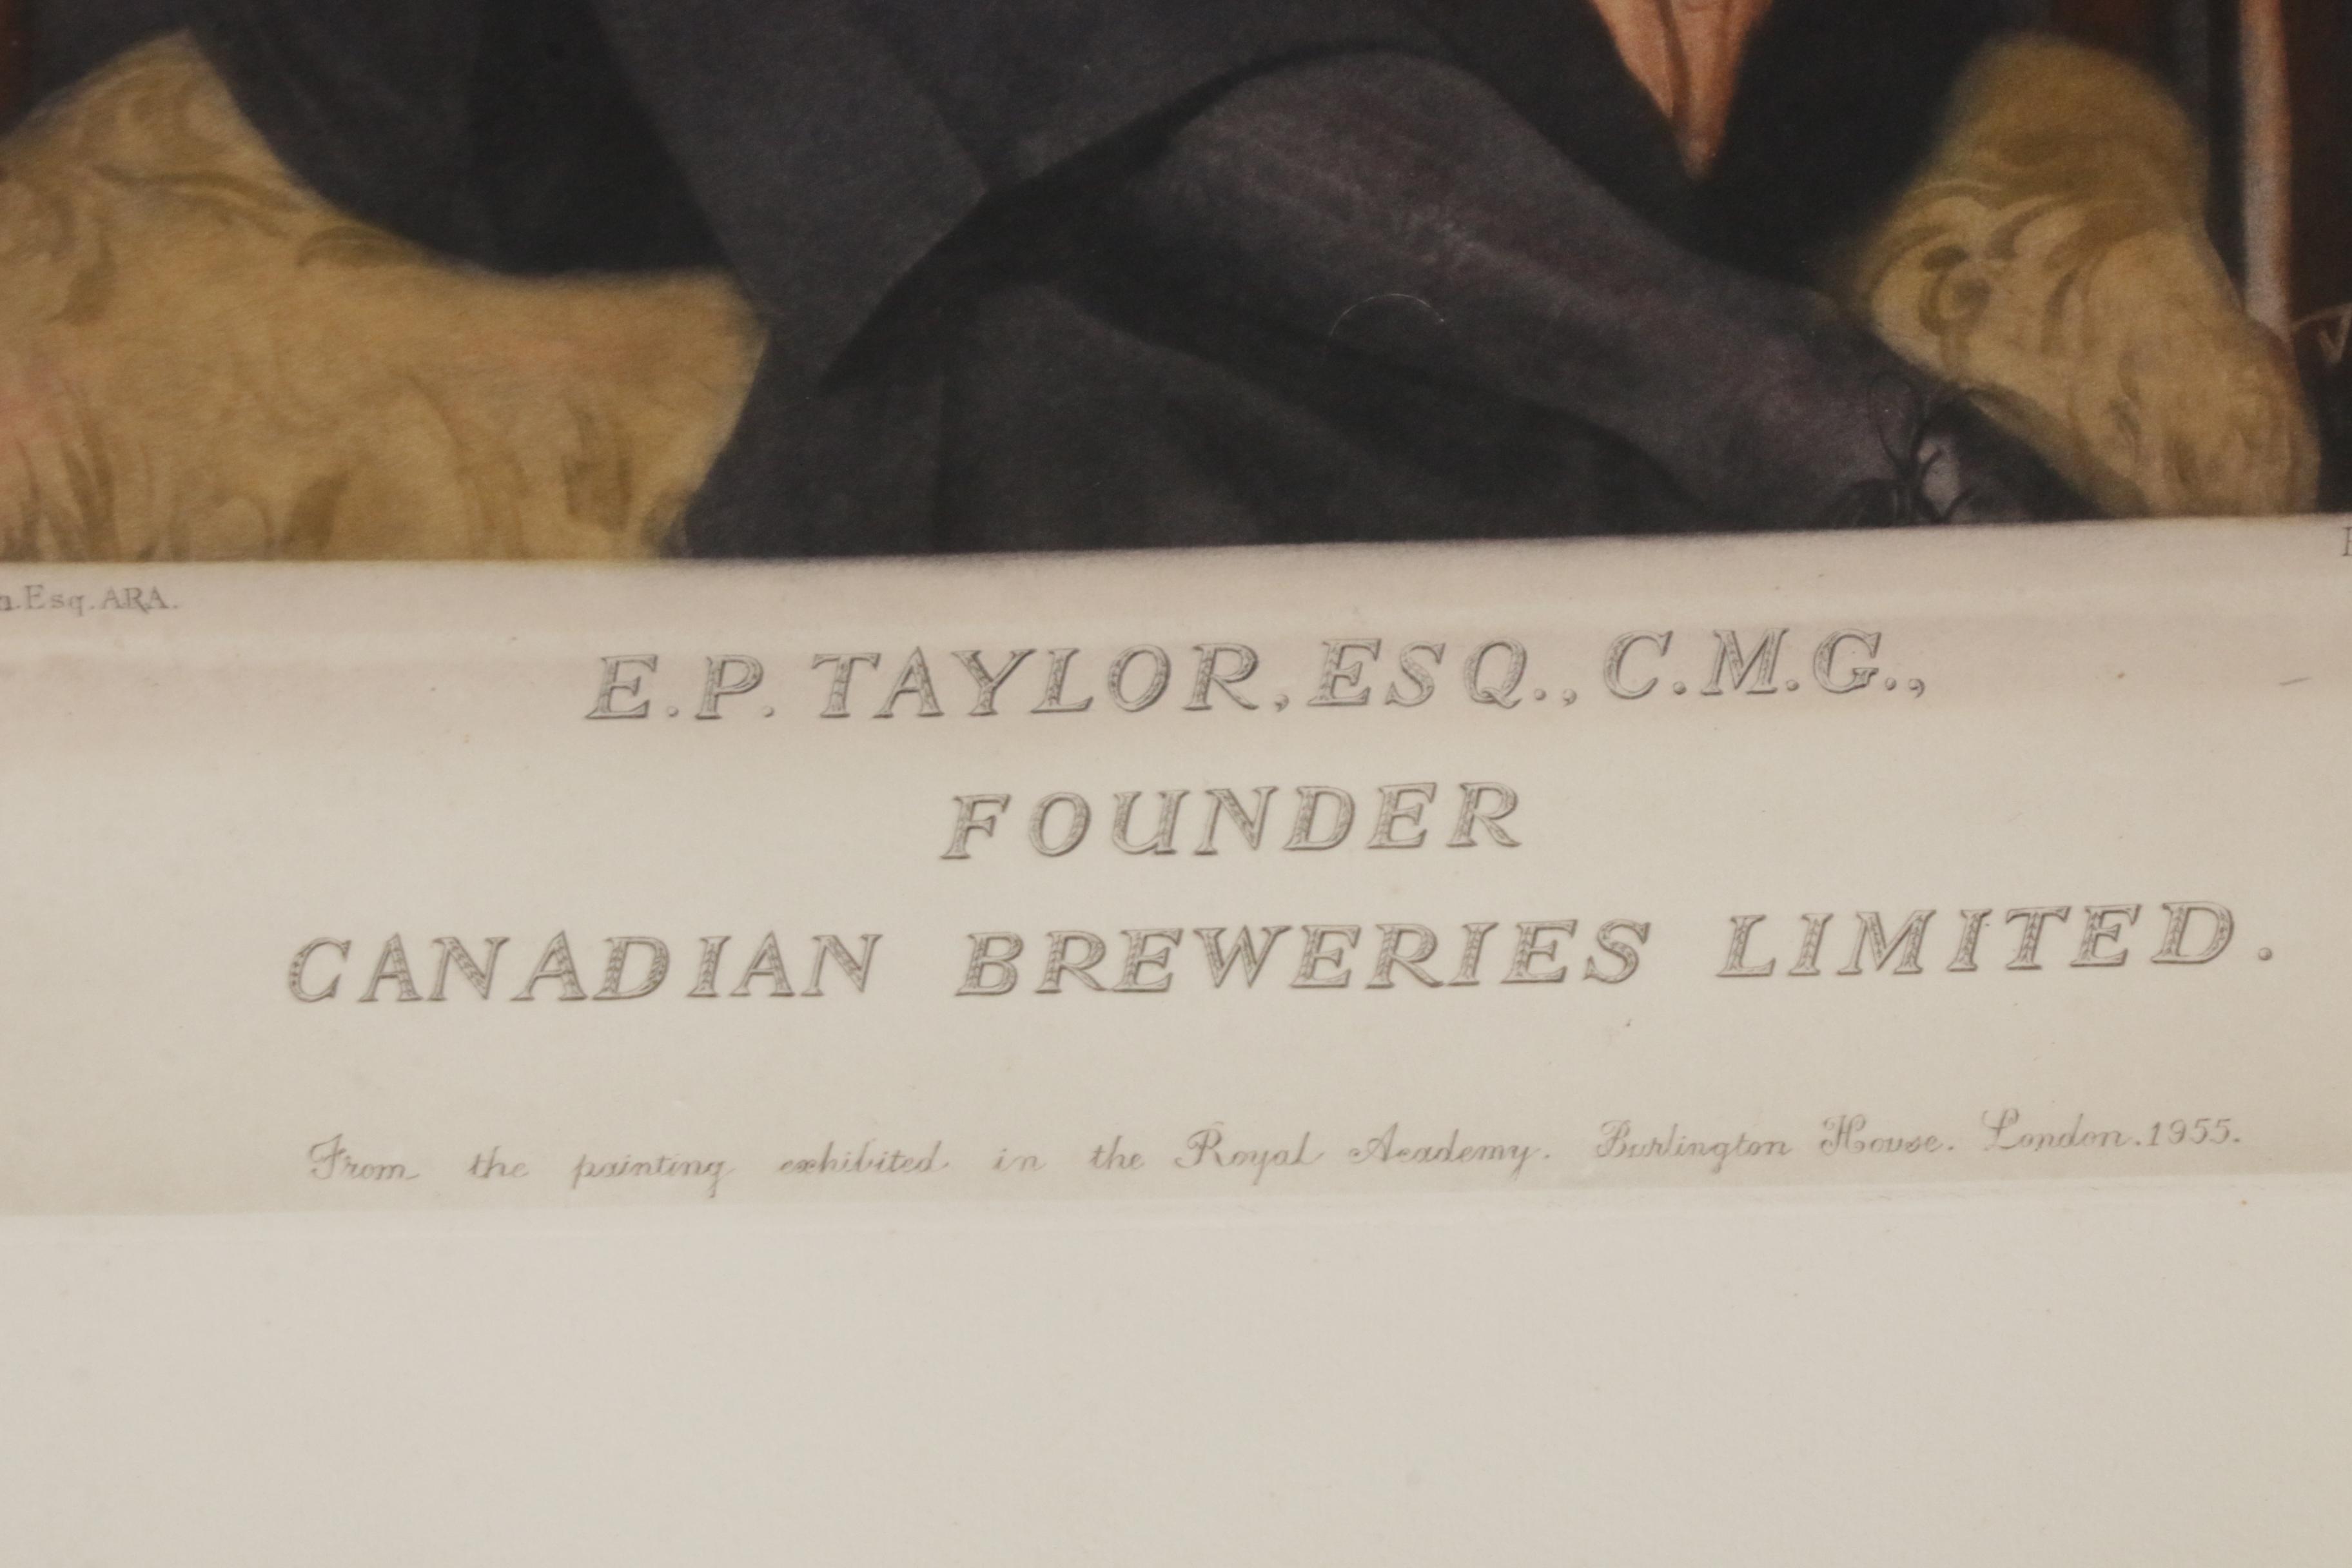 Esq. ARA.
E.P. TAYLOR, ESQ., C.M.G.,
FOUNDER
CANADIAN BREWERIES LIMITED.
From the painting exhibited in the Royal Academy. Burlington House. London. 1955.